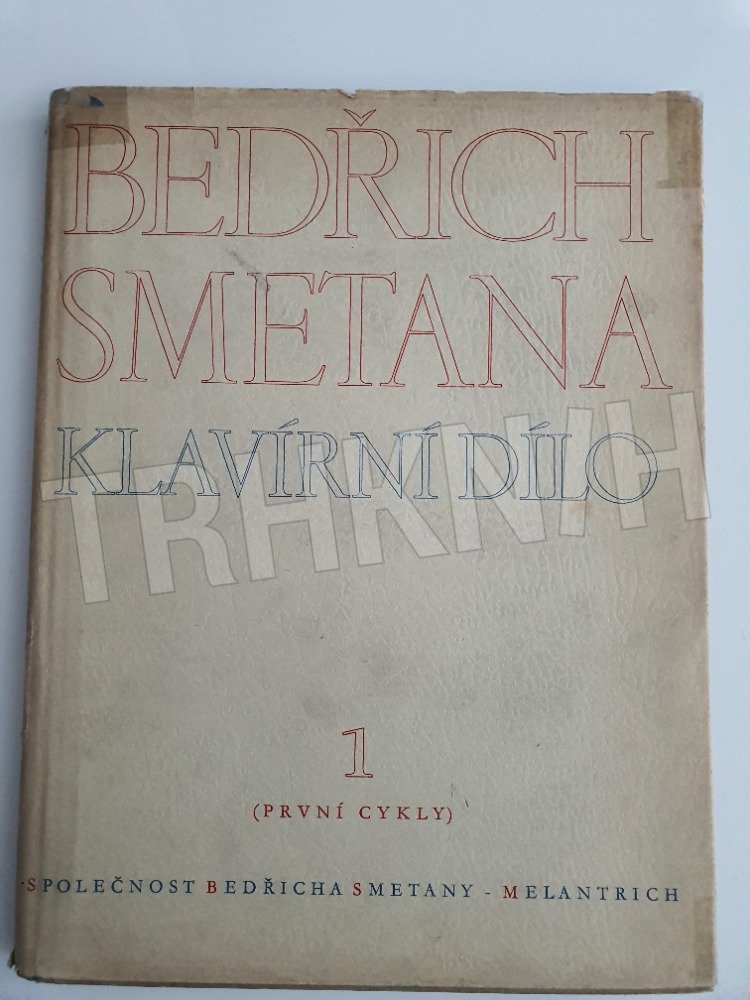 BEDŘICH
SMETANA
KLAVÍRNÍ DÍLO
TRHKNIH
1
(PRVNÍ CYKLY)
SPOLEČNOST BEDŘICHA SMETANY - MELANTRICH